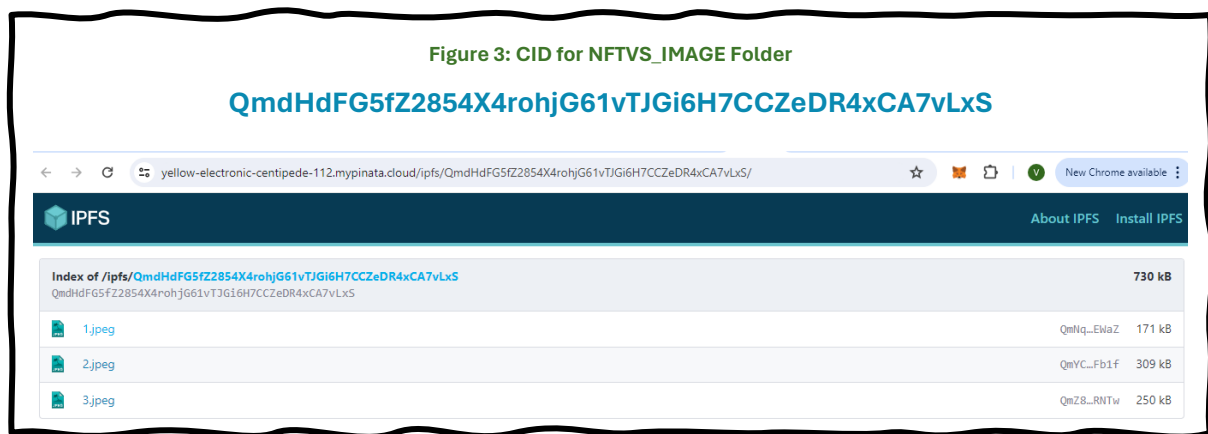 Figure 3: CID for NFTVS_IMAGE Folder
QmdHdFG5fZ2854X4rohjG61vTJGi6H7CCZeDR4xCA7vLxS
yellow-electronic-centipede-112.mypinata.cloud/ipfs/QmdHdFG5fZ2854X4rohjG61vTJGi6H7CCZeDR4xCA7vLxS/ V New Chrome available
IPFS About IPFS Install IPFS
Index of /ipfs/QmdHdFG5fZ2854X4rohjG61vTJGi6H7CCZeDR4xCA7vLxS 730 kB
QmdHdFG5fZ2854X4rohjG61vTJGi6H7CCZeDR4xCA7vLxS
1.jpeg QmNq…EWaZ 171 kB
2.jpeg QmYC…Fb1f 309 kB
3.jpeg QmZ8…RNTw 250 kB